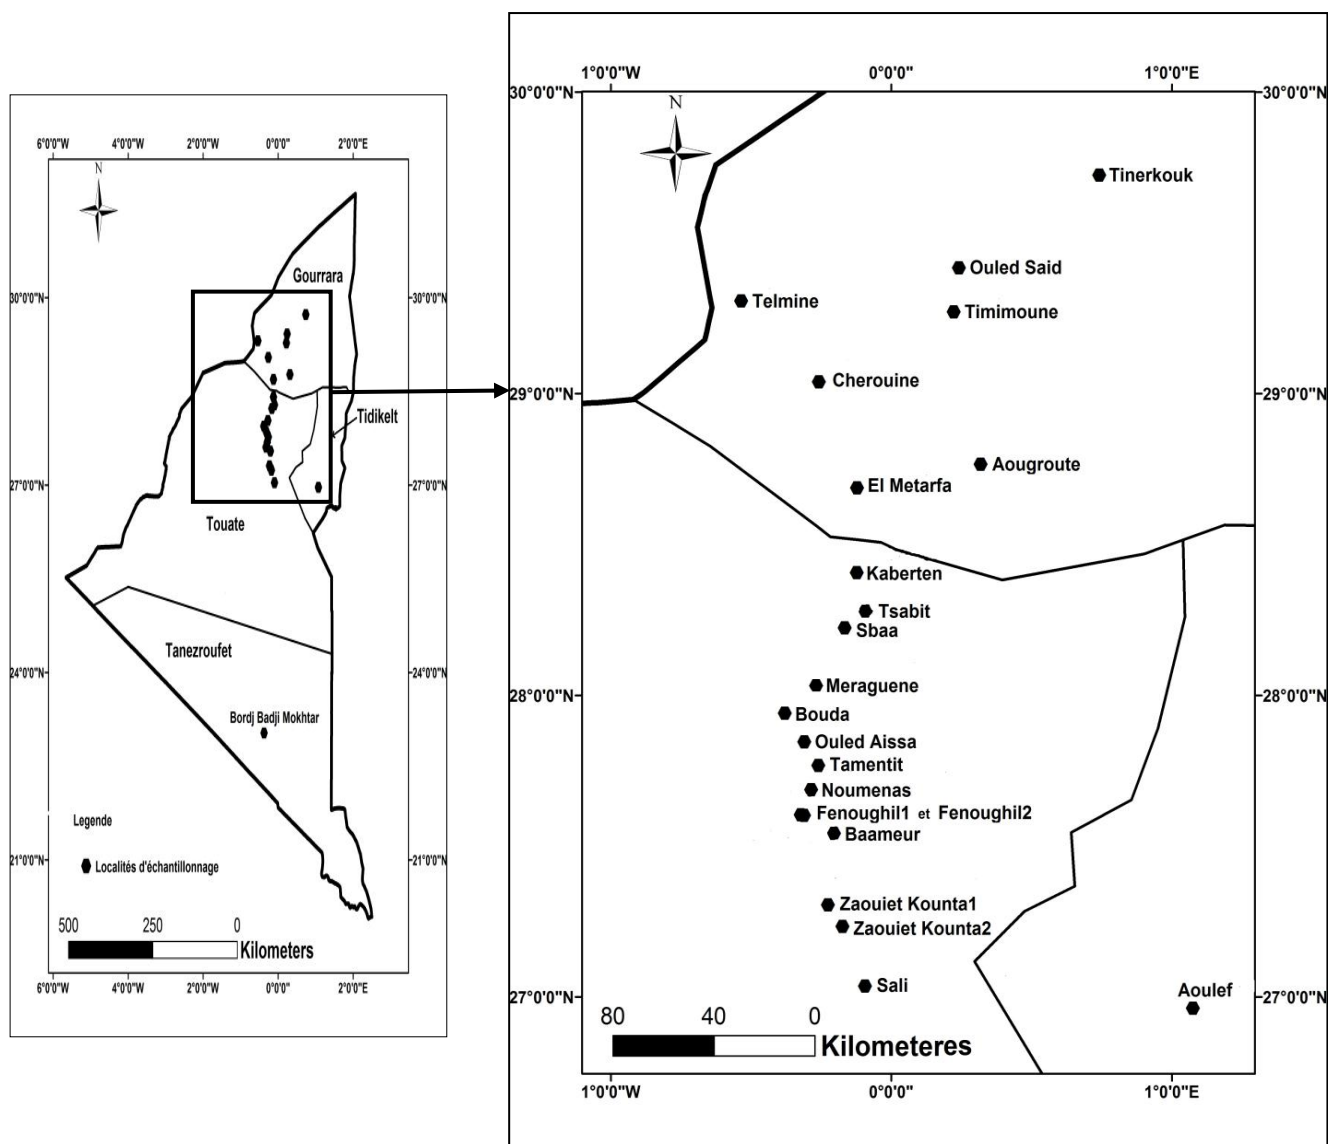 6°0'0"W 4°0'0"W 2°0'0"W 0°0'0" 2°0'0"E
N
Gourrara
30°0'0"N 30°0'0"N
Tidikelt
27°0'0"N 27°0'0"N
Touate
Tanezroufet
24°0'0"N 24°0'0"N
Bordj Badji Mokhtar
Legende
21°0'0"N 21°0'0"N
Localités d'échantillonnage
500 250 0
Kilometers
6°0'0"W 4°0'0"W 2°0'0"W 0°0'0" 2°0'0"E
1°0'0"W 0°0'0" 1°0'0"E
30°0'0"N 30°0'0"N
N
Tinerkouk
Ouled Said
Telmine
Timimoune
Cherouine
29°0'0"N 29°0'0"N
Aougroute
El Metarfa
Kaberten
Tsabit
Sbaa
Meraguene
28°0'0"N 28°0'0"N
Bouda
Ouled Aissa
Tamentit
Noumenas
Fenoughil1 et Fenoughil2
Baameur
Zaouiet Kounta1
Zaouiet Kounta2
Sali
Aoulef
27°0'0"N 27°0'0"N
80 40 0
Kilometeres
1°0'0"W 0°0'0" 1°0'0"E